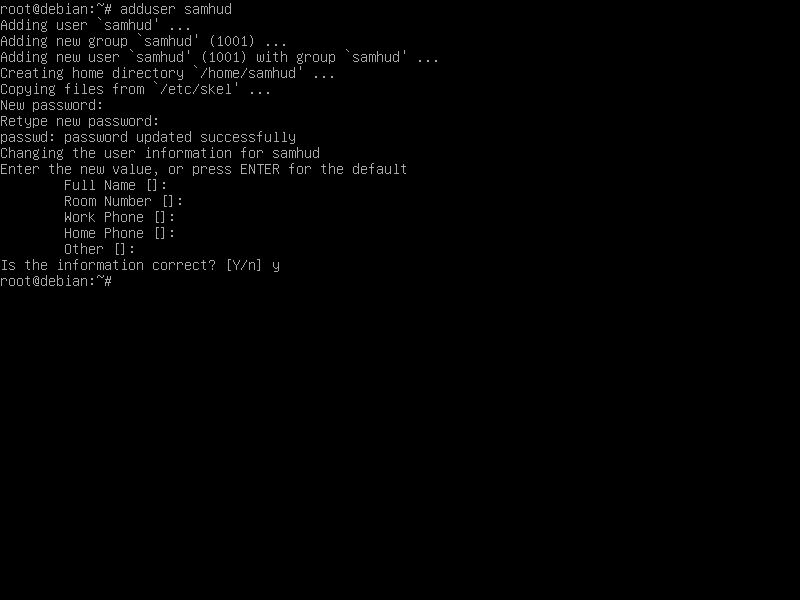 root@debian:~# adduser samhud
Adding user `samhud' ...
Adding new group `samhud' (1001) ...
Adding new user `samhud' (1001) with group `samhud' ...
Creating home directory `/home/samhud' ...
Copying files from `/etc/skel' ...
New password:
Retype new password:
passwd: password updated successfully
Changing the user information for samhud
Enter the new value, or press ENTER for the default
        Full Name []:
        Room Number []:
        Work Phone []:
        Home Phone []:
        Other []:
Is the information correct? [Y/n] y
root@debian:~#